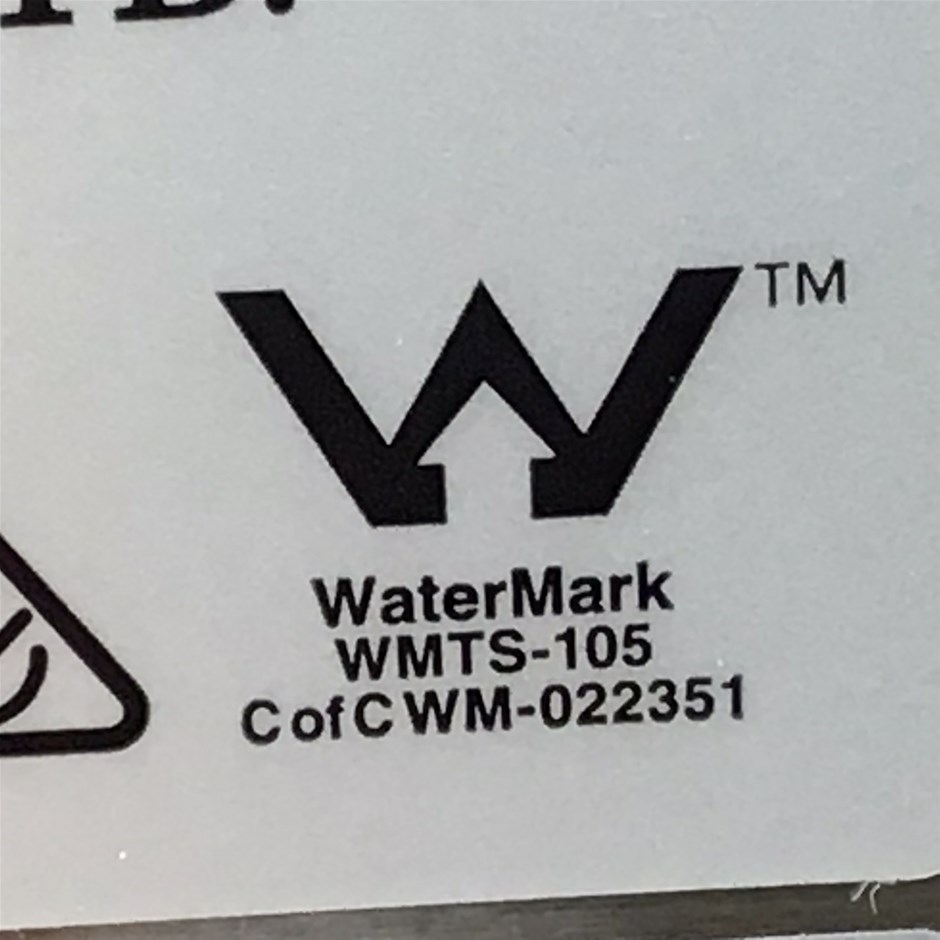 TM
WaterMark
WMTS-105
CofC WM-022351